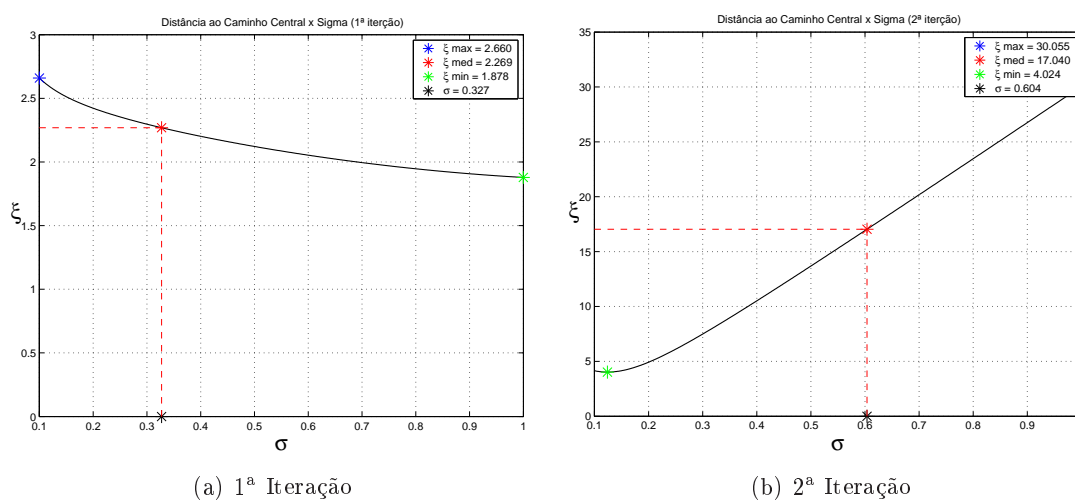 Distância ao Caminho Central x Sigma (1ª iterção)
3
2.5
2
1.5
1
0.5
0
ξ
ξ max = 2.660
ξ med = 2.269
ξ min = 1.878
σ = 0.327
0.1 0.2 0.3 0.4 0.5 0.6 0.7 0.8 0.9 1
σ
(a) 1ª Iteração
Distância ao Caminho Central x Sigma (2ª iterção)
35
30
25
20
15
10
5
0
ξ
ξ max = 30.055
ξ med = 17.040
ξ min = 4.024
σ = 0.604
0.1 0.2 0.3 0.4 0.5 0.6 0.7 0.8 0.9
σ
(b) 2ª Iteração